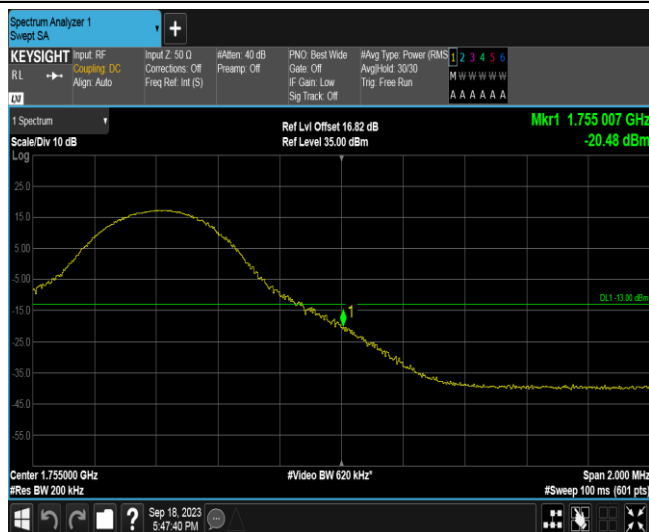 Spectrum Analyzer 1
Swept SA
+
KEYSIGHT Input: RF Input Z: 50 Ω #Atten: 40 dB PNO: Best Wide #Avg Type: Power (RMS 1 2 3 4 5 6
RL Coupling: DC Corrections: Off Preamp: Off Gate: Off Avg|Hold: 30/30 M W W W W W
Align: Auto Freq Ref: Int (S) IF Gain: Low Trig: Free Run
Sig Track: Off A A A A A A
LXI
1 Spectrum Ref Lvl Offset 16.82 dB Mkr1 1.755 007 GHz
Scale/Div 10 dB Ref Level 35.00 dBm -20.48 dBm
Log
25.0
15.0
5.00
-5.00
DL1 -13.00 dBm
-15.0
1
-25.0
-35.0
-45.0
-55.0
Center 1.755000 GHz #Video BW 620 kHz* Span 2.000 MHz
#Res BW 200 kHz #Sweep 100 ms (601 pts)
? Sep 18, 2023
5:47:40 PM